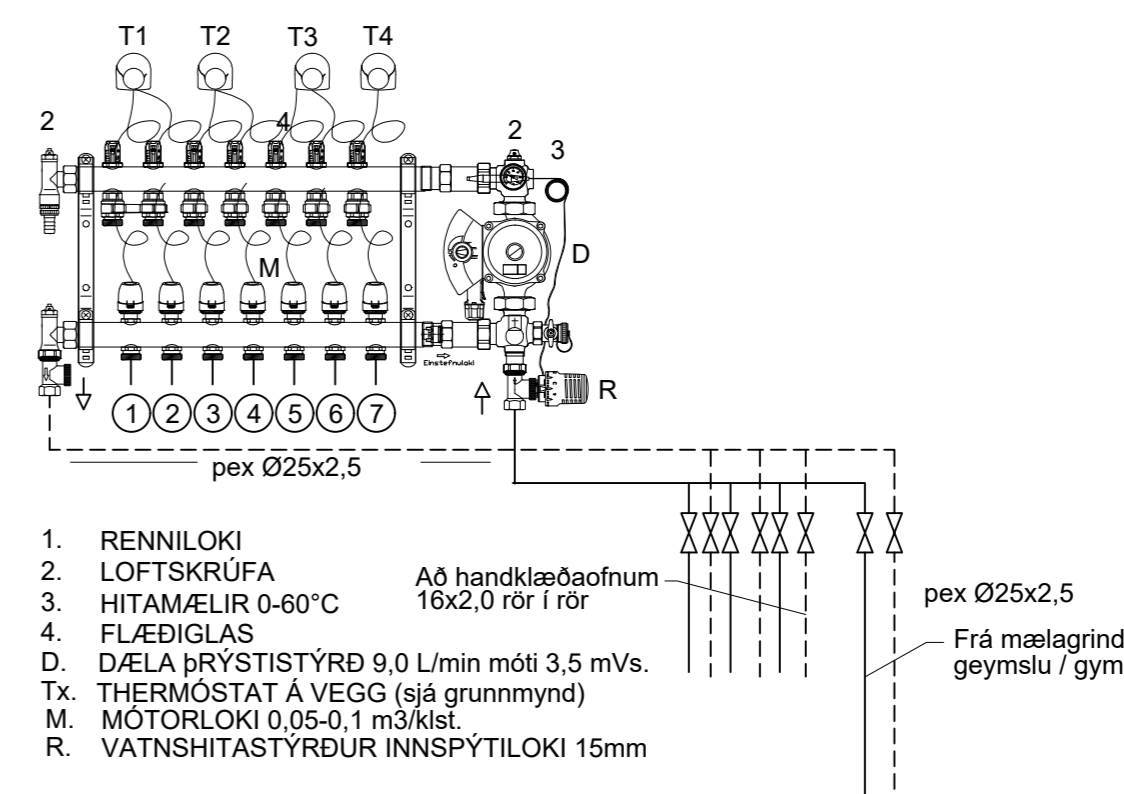 T1 T2 T3 T4
2
4
2
3
D
M
Einstefnuloki
R
1 2 3 4 5 6 7
pex Ø25x2,5
1. RENNILOKI
2. LOFTSKRÚFA
3. HITAMÆLIR 0-60°C
4. FLÆÐIGLAS
D. DÆLA ÞRÝSTISTÝRÐ 9,0 L/min móti 3,5 mVs.
Tx. THERMÓSTAT Á VEGG (sjá grunnmynd)
M. MÓTORLOKI 0,05-0,1 m3/klst.
R. VATNSHITASTÝRÐUR INNSPÝTILOKI 15mm
Að handklæðaofnum
16x2,0 rör í rör
pex Ø25x2,5
Frá mælagrind
geymslu / gym